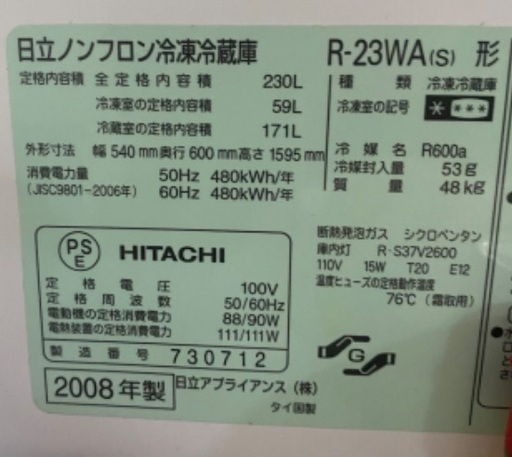 日立ノンフロン冷凍冷蔵庫 R-23WA(S) 形
定格内容積 全定格内容積 230L
冷凍室の定格内容積 59L
冷蔵室の定格内容積 171L
外形寸法 幅 540 mm 奥行 600 mm 高さ 1595 mm
消費電力量 50Hz 480kWh/年
(JISC9801-2006年) 60Hz 480kWh/年
種類 冷凍冷蔵庫
冷凍室の記号
冷媒名 R600a
冷媒封入量 53g
質量 48kg
断熱発泡ガス シクロペンタン
庫内灯 R-S37V2600
110V 15W T20 E12
温度ヒューズの定格動作温度
76℃ (霜取用)
PS
E
HITACHI
定格電圧 100V
定格周波数 50/60Hz
電動機の定格消費電力 88/90W
電熱装置の定格消費電力 111/111W
製造番号 730712
G
2008年製 日立アプライアンス (株)
タイ国製